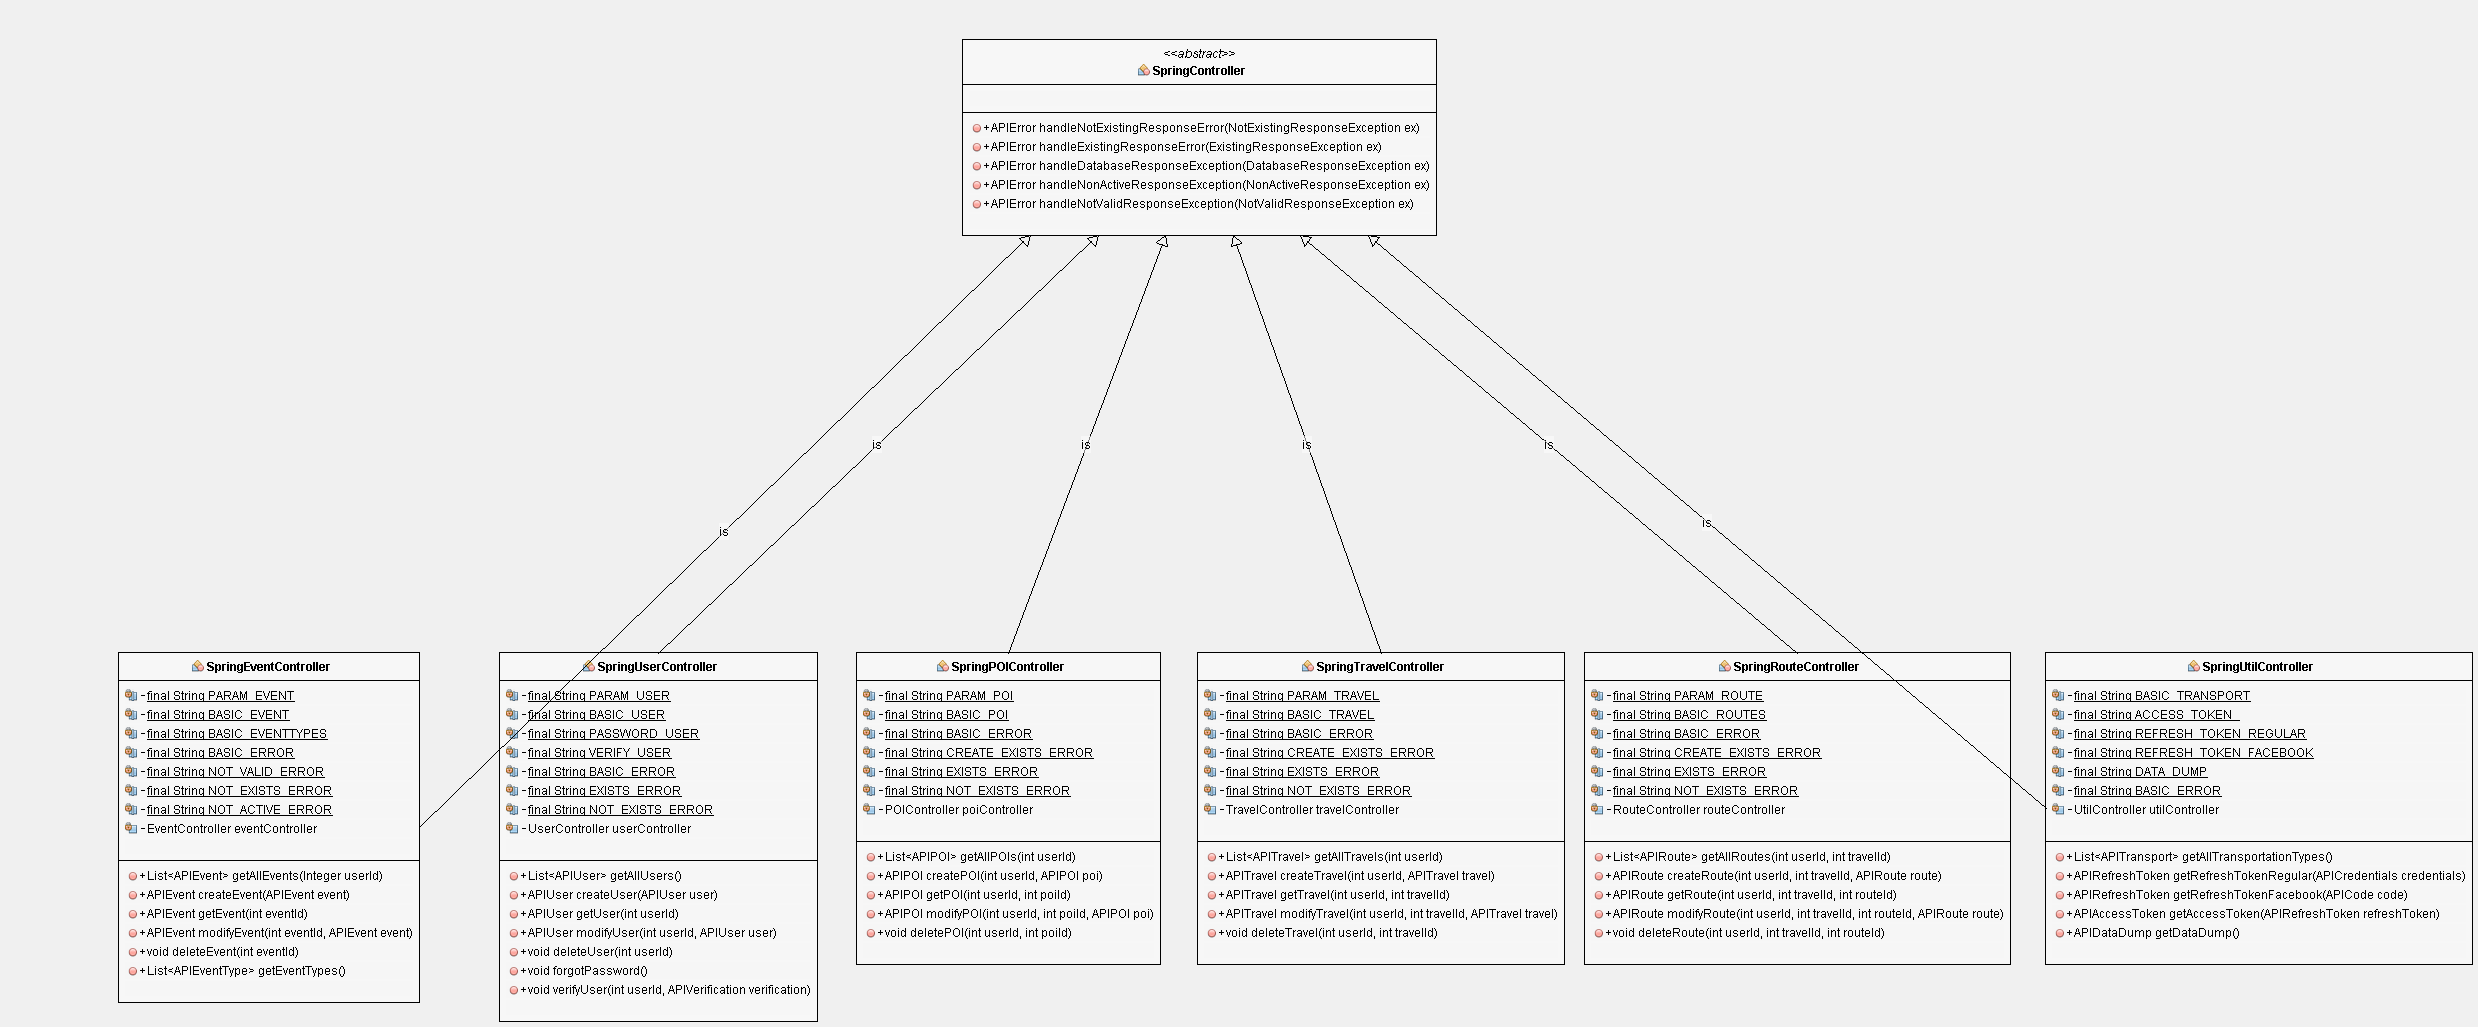 <<abstract>>
SpringController
+APIError handleNotExistingResponseError(NotExistingResponseException ex)
+APIError handleExistingResponseError(ExistingResponseException ex)
+APIError handleDatabaseResponseException(DatabaseResponseException ex)
+APIError handleNonActiveResponseException(NonActiveResponseException ex)
+APIError handleNotValidResponseException(NotValidResponseException ex)
is
is
is
is
is
is
SpringEventController
-final String PARAM_EVENT
-final String BASIC_EVENT
-final String BASIC_EVENTTYPES
-final String BASIC_ERROR
-final String NOT_VALID_ERROR
-final String NOT_EXISTS_ERROR
-final String NOT_ACTIVE_ERROR
-EventController eventController
+List<APIEvent> getAllEvents(Integer userId)
+APIEvent createEvent(APIEvent event)
+APIEvent getEvent(int eventId)
+APIEvent modifyEvent(int eventId, APIEvent event)
+void deleteEvent(int eventId)
+List<APIEventType> getEventTypes()
SpringUserController
-final String PARAM_USER
-final String BASIC_USER
-final String PASSWORD_USER
-final String VERIFY_USER
-final String BASIC_ERROR
-final String EXISTS_ERROR
-final String NOT_EXISTS_ERROR
-UserController userController
+List<APIUser> getAllUsers()
+APIUser createUser(APIUser user)
+APIUser getUser(int userId)
+APIUser modifyUser(int userId, APIUser user)
+void deleteUser(int userId)
+void forgotPassword()
+void verifyUser(int userId, APIVerification verification)
SpringPOIController
-final String PARAM_POI
-final String BASIC_POI
-final String BASIC_ERROR
-final String CREATE_EXISTS_ERROR
-final String EXISTS_ERROR
-final String NOT_EXISTS_ERROR
-POIController poiController
+List<APIPOI> getAllPOIs(int userId)
+APIPOI createPOI(int userId, APIPOI poi)
+APIPOI getPOI(int userId, int poiId)
+APIPOI modifyPOI(int userId, int poiId, APIPOI poi)
+void deletePOI(int userId, int poiId)
SpringTravelController
-final String PARAM_TRAVEL
-final String BASIC_TRAVEL
-final String BASIC_ERROR
-final String CREATE_EXISTS_ERROR
-final String EXISTS_ERROR
-final String NOT_EXISTS_ERROR
-TravelController travelController
+List<APITravel> getAllTravels(int userId)
+APITravel createTravel(int userId, APITravel travel)
+APITravel getTravel(int userId, int travelId)
+APITravel modifyTravel(int userId, int travelId, APITravel travel)
+void deleteTravel(int userId, int travelId)
SpringRouteController
-final String PARAM_ROUTE
-final String BASIC_ROUTES
-final String BASIC_ERROR
-final String CREATE_EXISTS_ERROR
-final String EXISTS_ERROR
-final String NOT_EXISTS_ERROR
-RouteController routeController
+List<APIRoute> getAllRoutes(int userId, int travelId)
+APIRoute createRoute(int userId, int travelId, APIRoute route)
+APIRoute getRoute(int userId, int travelId, int routeId)
+APIRoute modifyRoute(int userId, int travelId, int routeId, APIRoute route)
+void deleteRoute(int userId, int travelId, int routeId)
SpringUtilController
-final String BASIC_TRANSPORT
-final String ACCESS_TOKEN_
-final String REFRESH_TOKEN_REGULAR
-final String REFRESH_TOKEN_FACEBOOK
-final String DATA_DUMP
-final String BASIC_ERROR
-UtilController utilController
+List<APITransport> getAllTransportationTypes()
+APIRefreshToken getRefreshTokenRegular(APICredentials credentials)
+APIRefreshToken getRefreshTokenFacebook(APICode code)
+APIAccessToken getAccessToken(APIRefreshToken refreshToken)
+APIDataDump getDataDump()